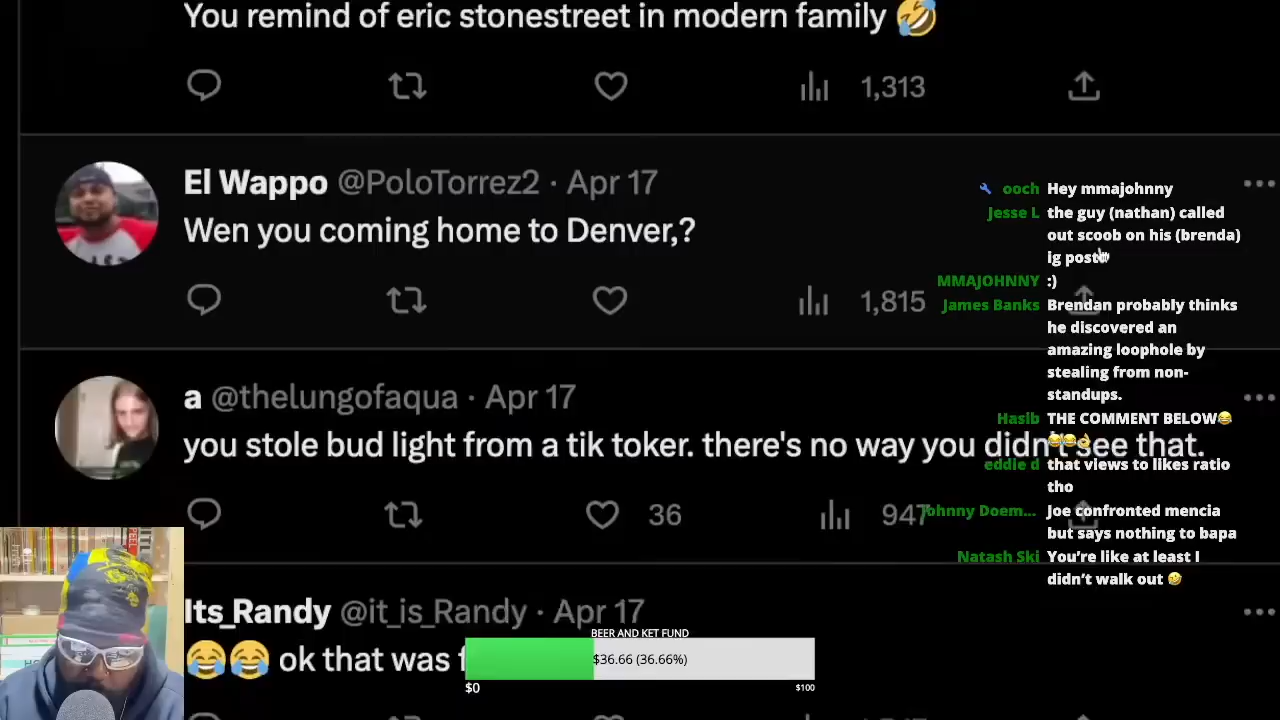 You remind of eric stonestreet in modern family 🤣
1,313
El Wappo @PoloTorrez2 · Apr 17
Wen you coming home to Denver,?
1,815
a @thelungofaqua · Apr 17
you stole bud light from a tik toker. there's no way you didn't see that.
36
947
Its_Randy @it_is_Randy · Apr 17
😂😂 ok that was
ooch Hey mmajohnny
Jesse L the guy (nathan) called
out scoob on his (brenda)
ig post
MMAJOHNNY :)
James Banks Brendan probably thinks
he discovered an
amazing loophole by
stealing from non-
standups.
Hasib THE COMMENT BELOW😂
😂😂👌
eddie d that views to likes ratio
tho
Johnny Doem... Joe confronted mencia
but says nothing to bapa
Natash Ski You're like at least I
didn't walk out 🤣
BEER AND KET FUND
$36.66 (36.66%)
$0
$100